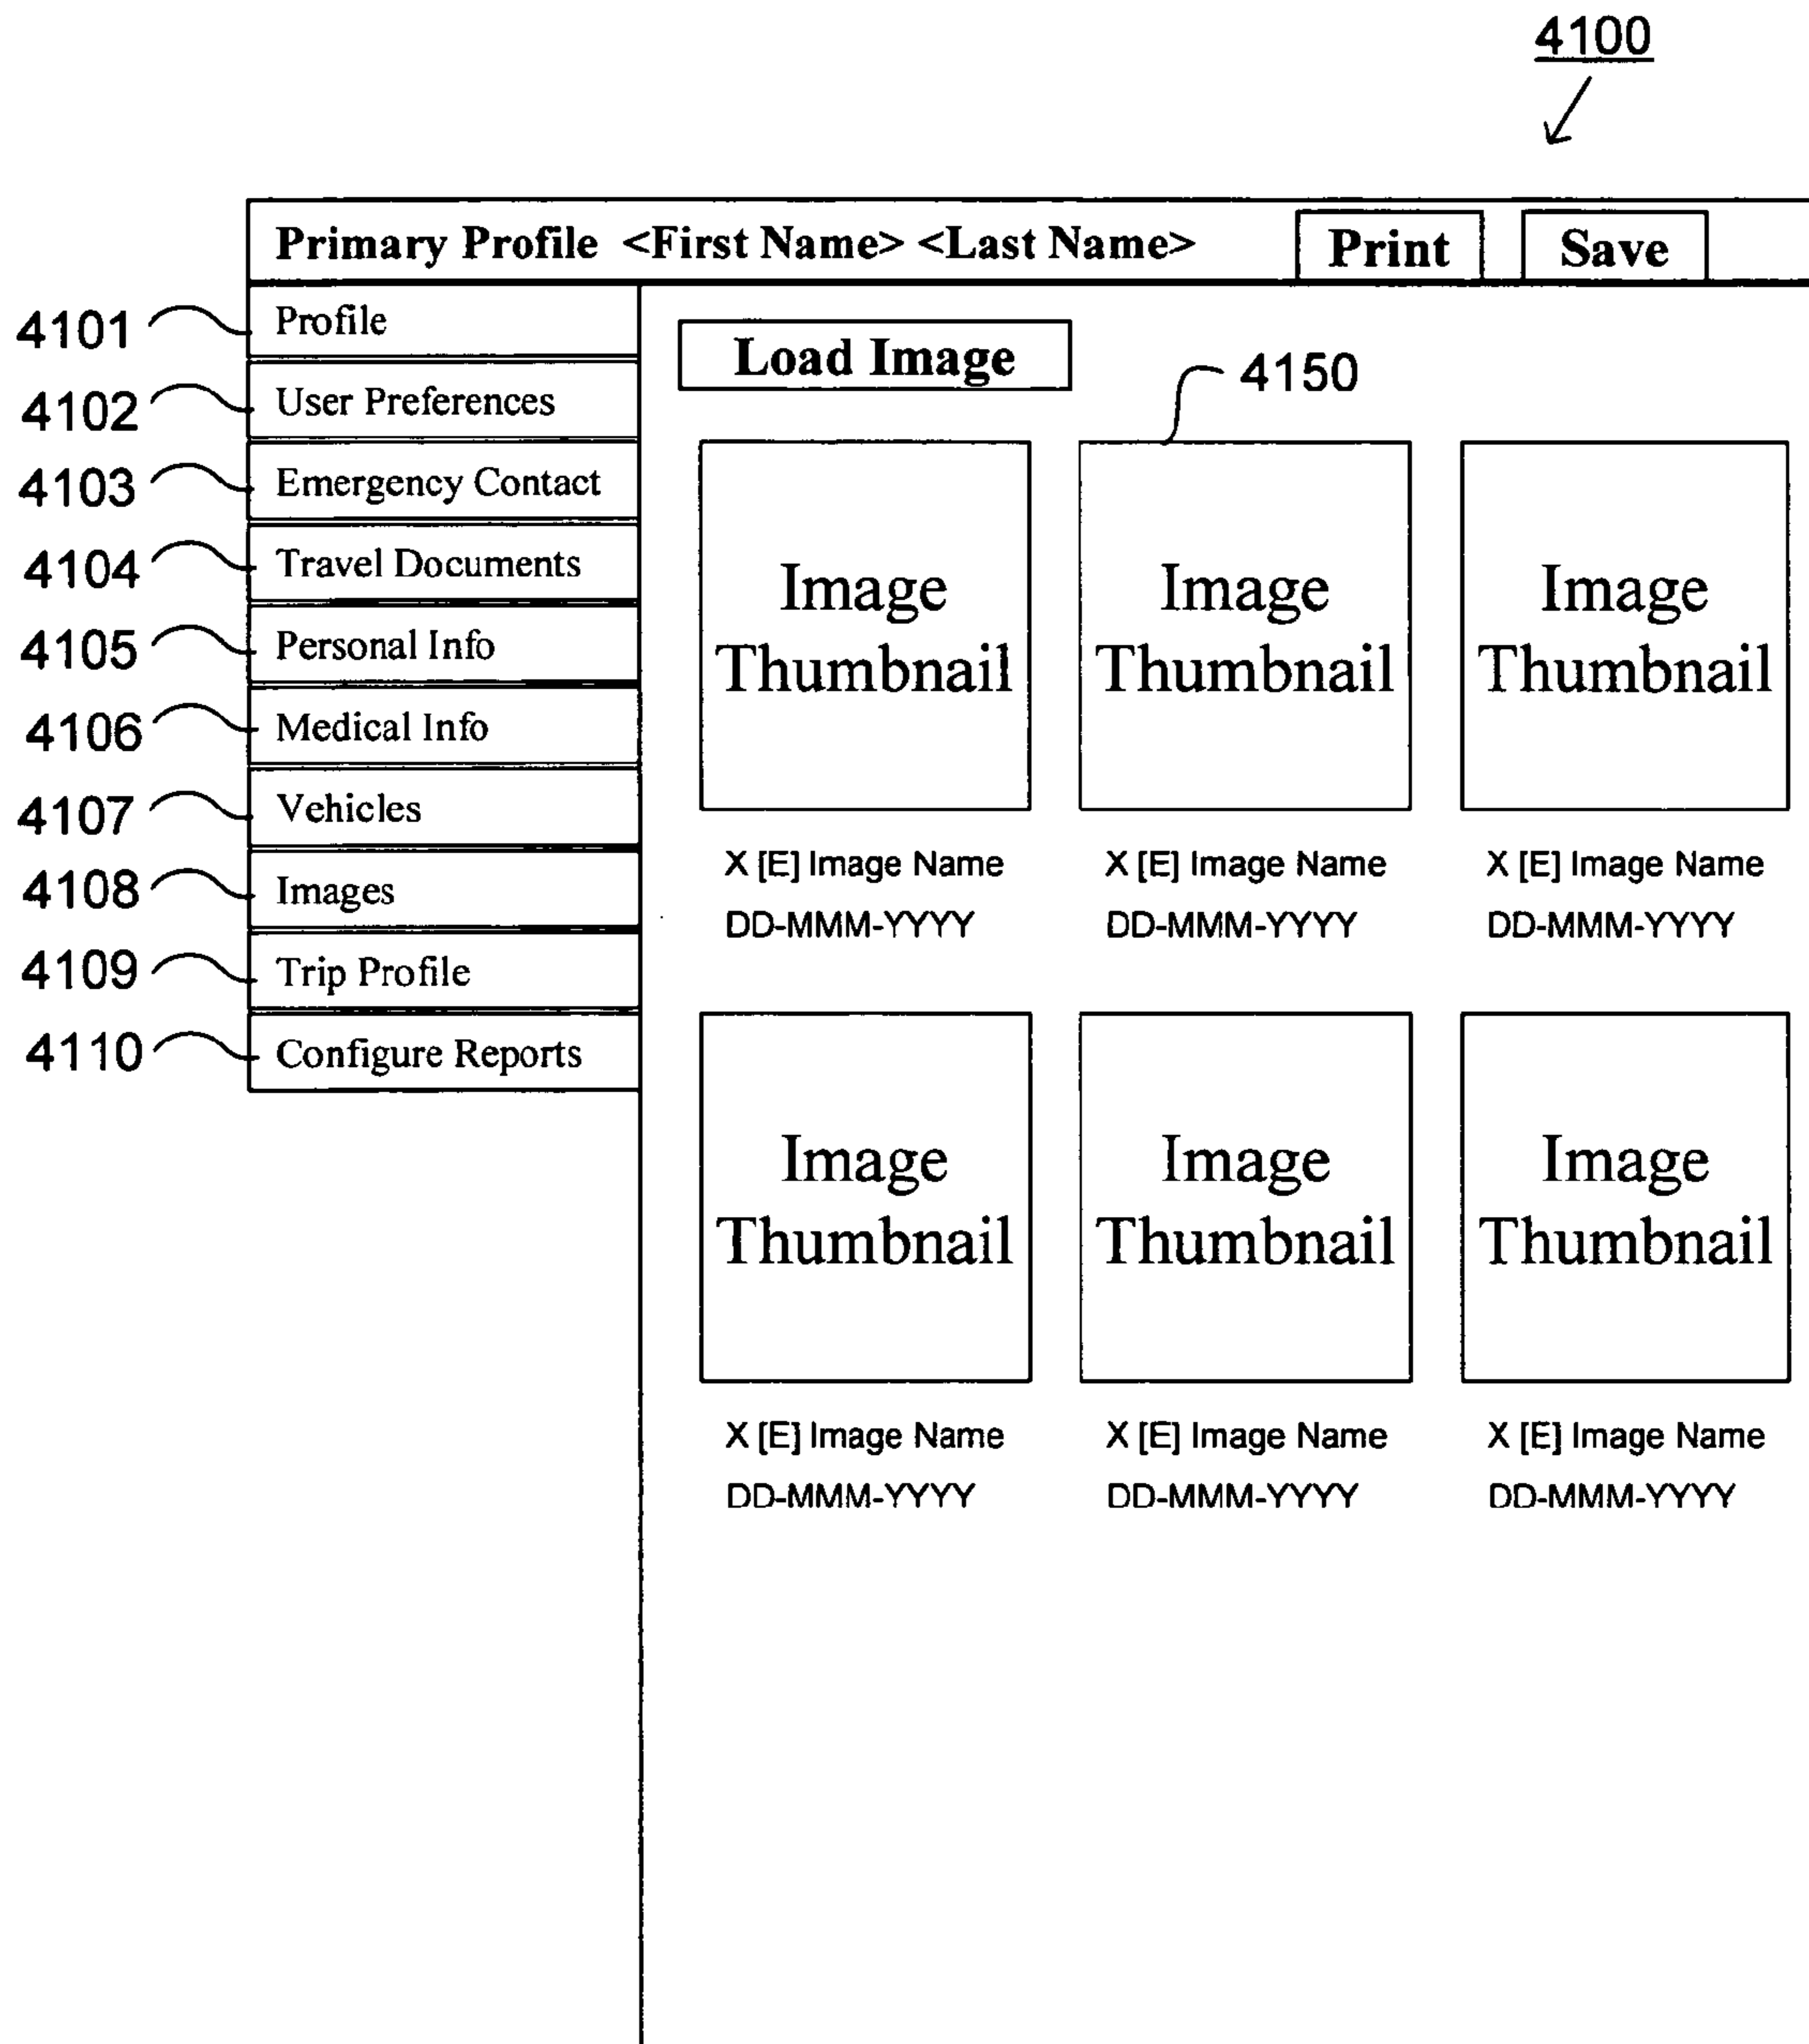 4100
Primary Profile <First Name> <Last Name> Print Save
4101 Profile
4102 User Preferences
4103 Emergency Contact
4104 Travel Documents
4105 Personal Info
4106 Medical Info
4107 Vehicles
4108 Images
4109 Trip Profile
4110 Configure Reports
Load Image
4150
Image Image Image
Thumbnail Thumbnail Thumbnail
X [E] Image Name X [E] Image Name X [E] Image Name
DD-MMM-YYYY DD-MMM-YYYY DD-MMM-YYYY
Image Image Image
Thumbnail Thumbnail Thumbnail
X [E] Image Name X [E] Image Name X [E] Image Name
DD-MMM-YYYY DD-MMM-YYYY DD-MMM-YYYY